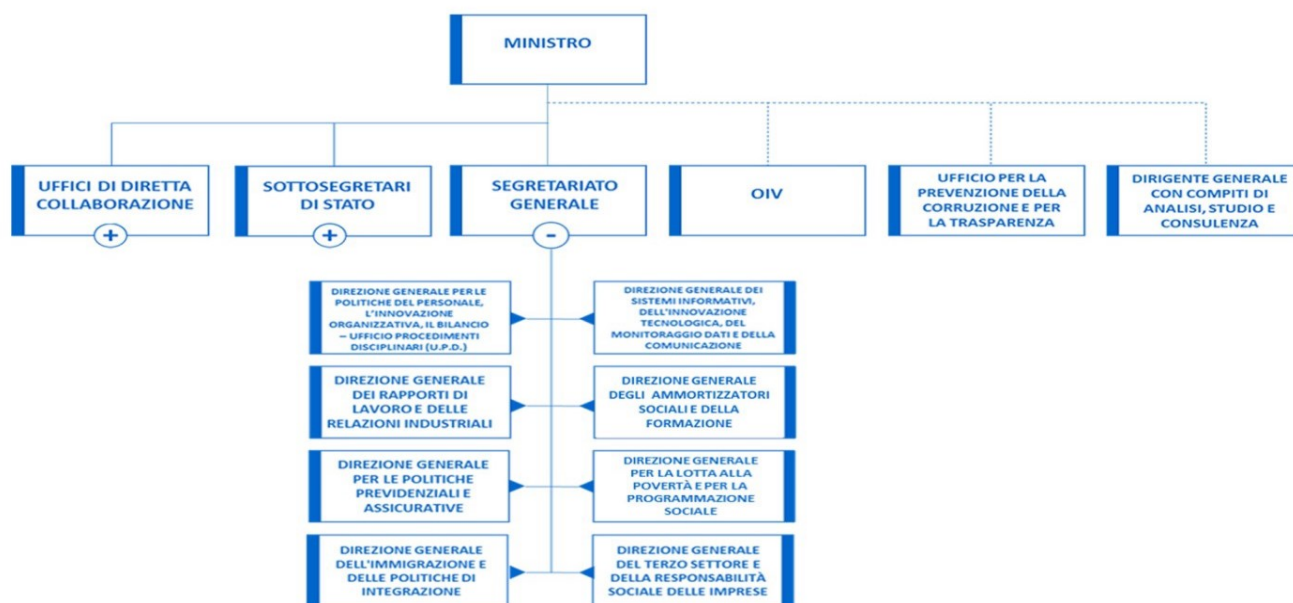 MINISTRO
UFFICI DI DIRETTA
COLLABORAZIONE
+
SOTTOSEGRETARI
DI STATO
+
SEGRETARIATO
GENERALE
-
OIV
UFFICIO PER LA
PREVENZIONE DELLA
CORRUZIONE E PER
LA TRASPARENZA
DIRIGENTE GENERALE
CON COMPITI DI
ANALISI, STUDIO E
CONSULENZA
DIREZIONE GENERALE PER LE
POLITICHE DEL PERSONALE,
L'INNOVAZIONE
ORGANIZZATIVA, IL BILANCIO
– UFFICIO PROCEDIMENTI
DISCIPLINARI (U.P.D.)
DIREZIONE GENERALE DEI
SISTEMI INFORMATIVI,
DELL'INNOVAZIONE
TECNOLOGICA, DEL
MONITORAGGIO DATI E DELLA
COMUNICAZIONE
DIREZIONE GENERALE
DEI RAPPORTI DI
LAVORO E DELLE
RELAZIONI INDUSTRIALI
DIREZIONE GENERALE
DEGLI AMMORTIZZATORI
SOCIALI E DELLA
FORMAZIONE
DIREZIONE GENERALE
PER LE POLITICHE
PREVIDENZIALI E
ASSICURATIVE
DIREZIONE GENERALE
PER LA LOTTA ALLA
POVERTÀ E PER LA
PROGRAMMAZIONE
SOCIALE
DIREZIONE GENERALE
DELL'IMMIGRAZIONE E
DELLE POLITICHE DI
INTEGRAZIONE
DIREZIONE GENERALE
DEL TERZO SETTORE E
DELLA RESPONSABILITÀ
SOCIALE DELLE IMPRESE